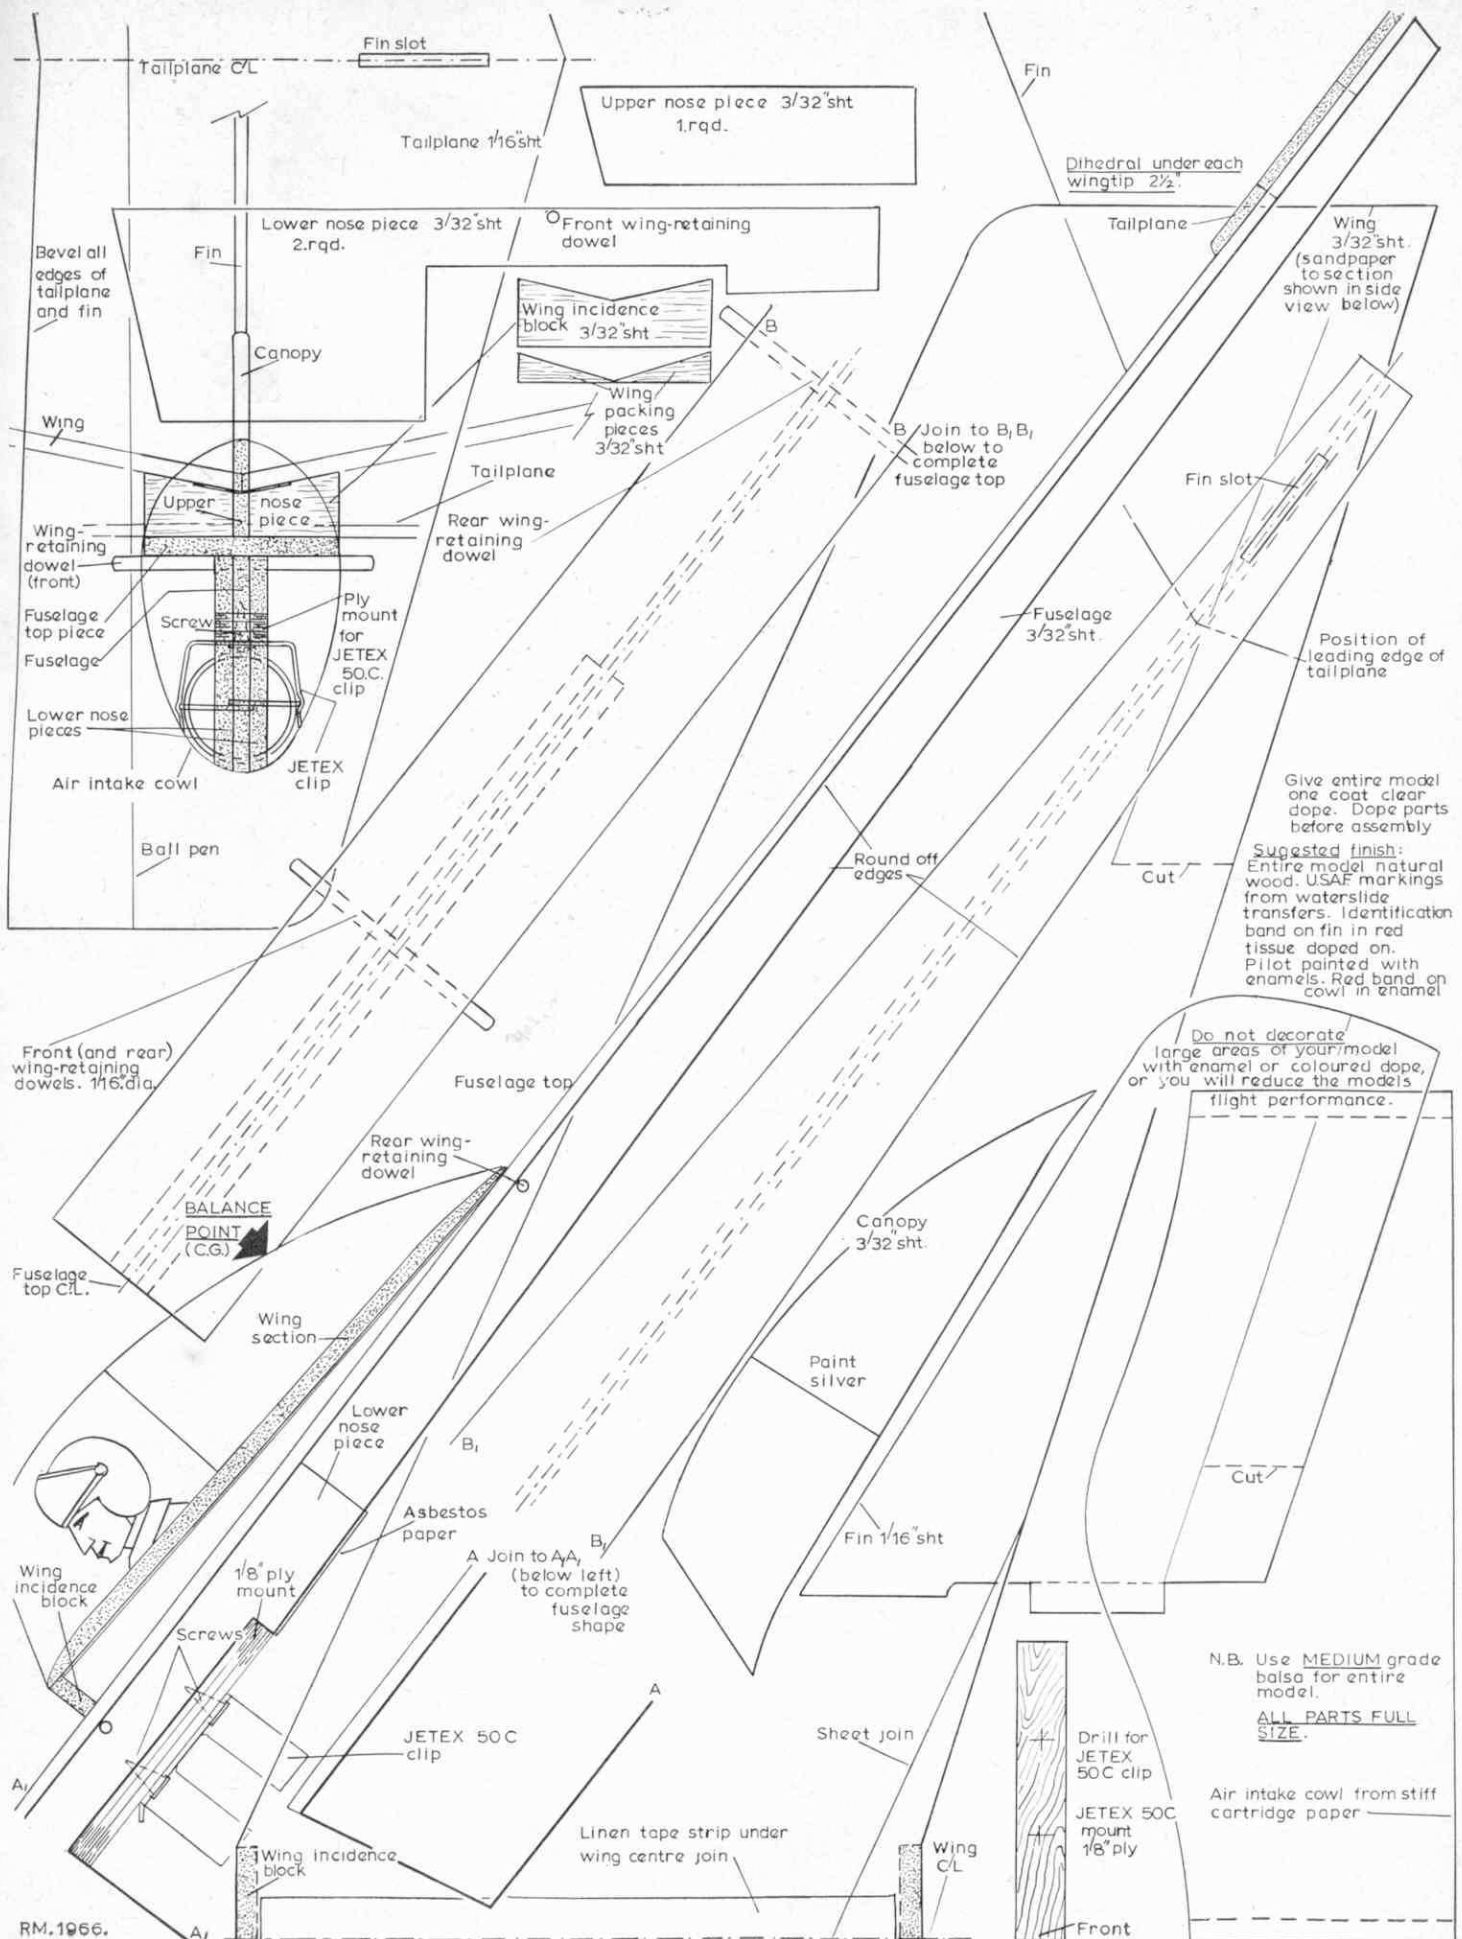 Fin slot
Tailplane C/L
Tailplane 1/16"sht
Upper nose piece 3/32"sht
1.rqd.
Fin
Dihedral under each
wingtip 2½".
Tailplane
Wing
3/32"sht.
(sandpaper
to section
shown in side
view below)
Lower nose piece 3/32"sht
2.rqd.
Front wing-retaining
dowel
Bevel all
edges of
tailplane
and fin
Fin
Wing incidence
block 3/32"sht
B
Canopy
Wing
packing
pieces
3/32"sht
Wing
B Join to B₁B₁
below to
complete
fuselage top
Tailplane
Fin slot
Upper nose
piece
Rear wing-
retaining
dowel
Wing-
retaining
dowel
(front)
Ply
mount
for
JETEX
50.C.
clip
Fuselage
top piece
Screw
Fuselage
Fuselage
3/32"sht.
Position of
leading edge of
tailplane
Lower nose
pieces
JETEX
clip
Air intake cowl
Give entire model
one coat clear
dope. Dope parts
before assembly
Ball pen
Round off
edges
Cut
Sugested finish:
Entire model natural
wood. USAF markings
from waterslide
transfers. Identification
band on fin in red
tissue doped on.
Pilot painted with
enamels. Red band on
cowl in enamel
Front (and rear)
wing-retaining
dowels. 1/16"dia.
Do not decorate
large areas of your model
with enamel or coloured dope,
or you will reduce the models
flight performance.
Fuselage top
Rear wing-
retaining
dowel
BALANCE
POINT
(C.G.)
Canopy
3/32"sht.
Fuselage
top C.L.
Wing
section
Paint
silver
Lower
nose
piece
B₁
Cut
Asbestos
paper
Fin 1/16"sht
B₁
A Join to A₁A₁
(below left)
to complete
fuselage
shape
Wing
incidence
block
1/8" ply
mount
Screws
N.B. Use MEDIUM grade
balsa for entire
model.
ALL PARTS FULL
SIZE.
A
JETEX 50C
clip
Sheet join
Drill for
JETEX
50C clip
A₁
Air intake cowl from stiff
cartridge paper
JETEX 50C
mount
1/8"ply
Linen tape strip under
wing centre join
Wing incidence
block
Wing
C/L
RM.1966.
A₁
Front